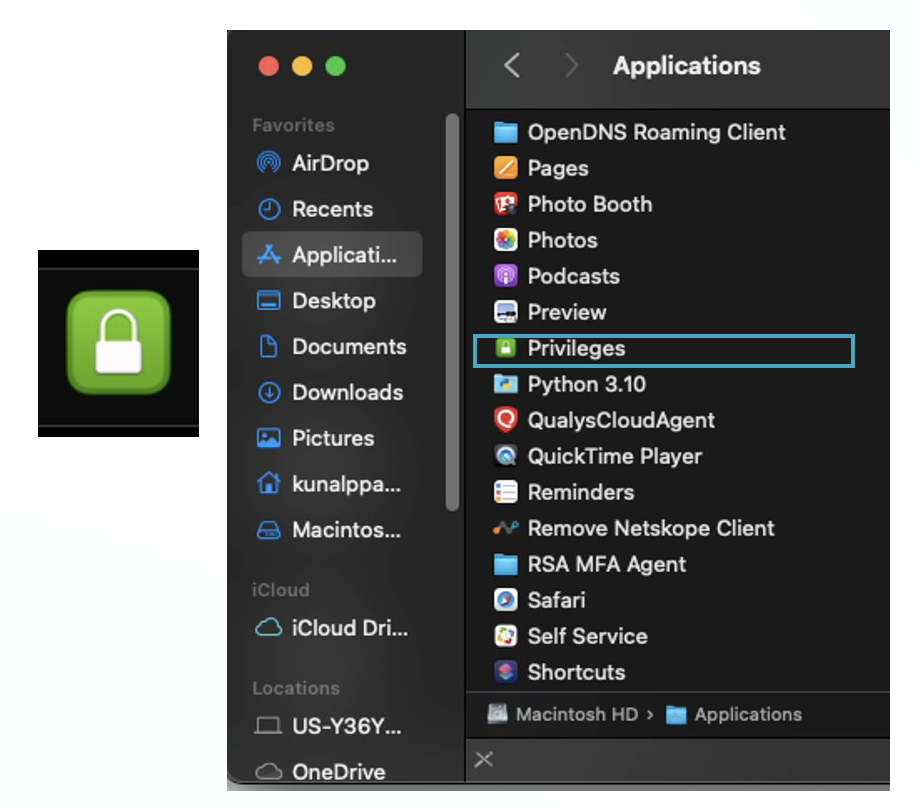 Applications
Favorites
AirDrop
Recents
Applicati...
Desktop
Documents
Downloads
Pictures
kunalppa...
Macintos...
iCloud
iCloud Dri...
Locations
US-Y36Y...
OneDrive
OpenDNS Roaming Client
Pages
Photo Booth
Photos
Podcasts
Preview
Privileges
Python 3.10
QualysCloudAgent
QuickTime Player
Reminders
Remove Netskope Client
RSA MFA Agent
Safari
Self Service
Shortcuts
Macintosh HD › Applications